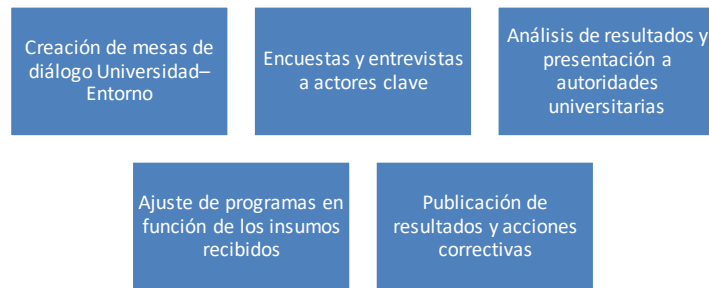 Creación de mesas de
diálogo Universidad–
Entorno
Encuestas y entrevistas
a actores clave
Análisis de resultados y
presentación a
autoridades
universitarias
Ajuste de programas en
función de los insumos
recibidos
Publicación de
resultados y acciones
correctivas